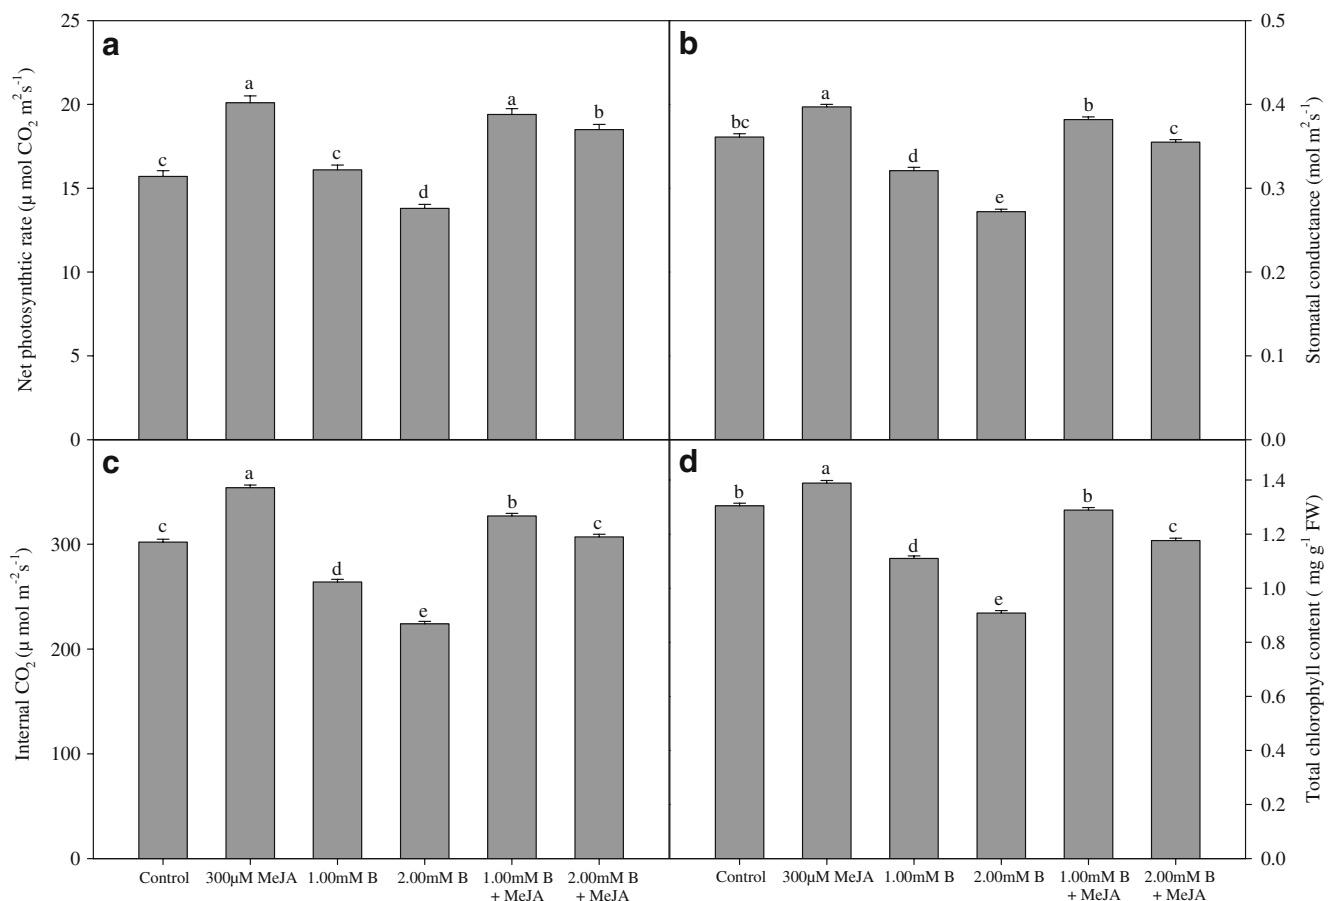 a
Net photosynthtic rate (µ mol CO2 m2s-1)
25
20
15
10
5
0
c
a
c
d
a
b
b
Stomatal conductance (mol m2s-1)
0.5
0.4
0.3
0.2
0.1
0.0
bc
a
d
e
b
c
c
Internal CO2 (µ mol m-2s-1)
300
200
100
0
c
a
d
e
b
c
Control
300µM MeJA
1.00mM B
2.00mM B
1.00mM B
+ MeJA
2.00mM B
+ MeJA
d
Total chlorophyll content ( mg g-1 FW)
1.4
1.2
1.0
0.8
0.6
0.4
0.2
0.0
b
a
d
e
b
c
Control
300µM MeJA
1.00mM B
2.00mM B
1.00mM B
+ MeJA
2.00mM B
+ MeJA